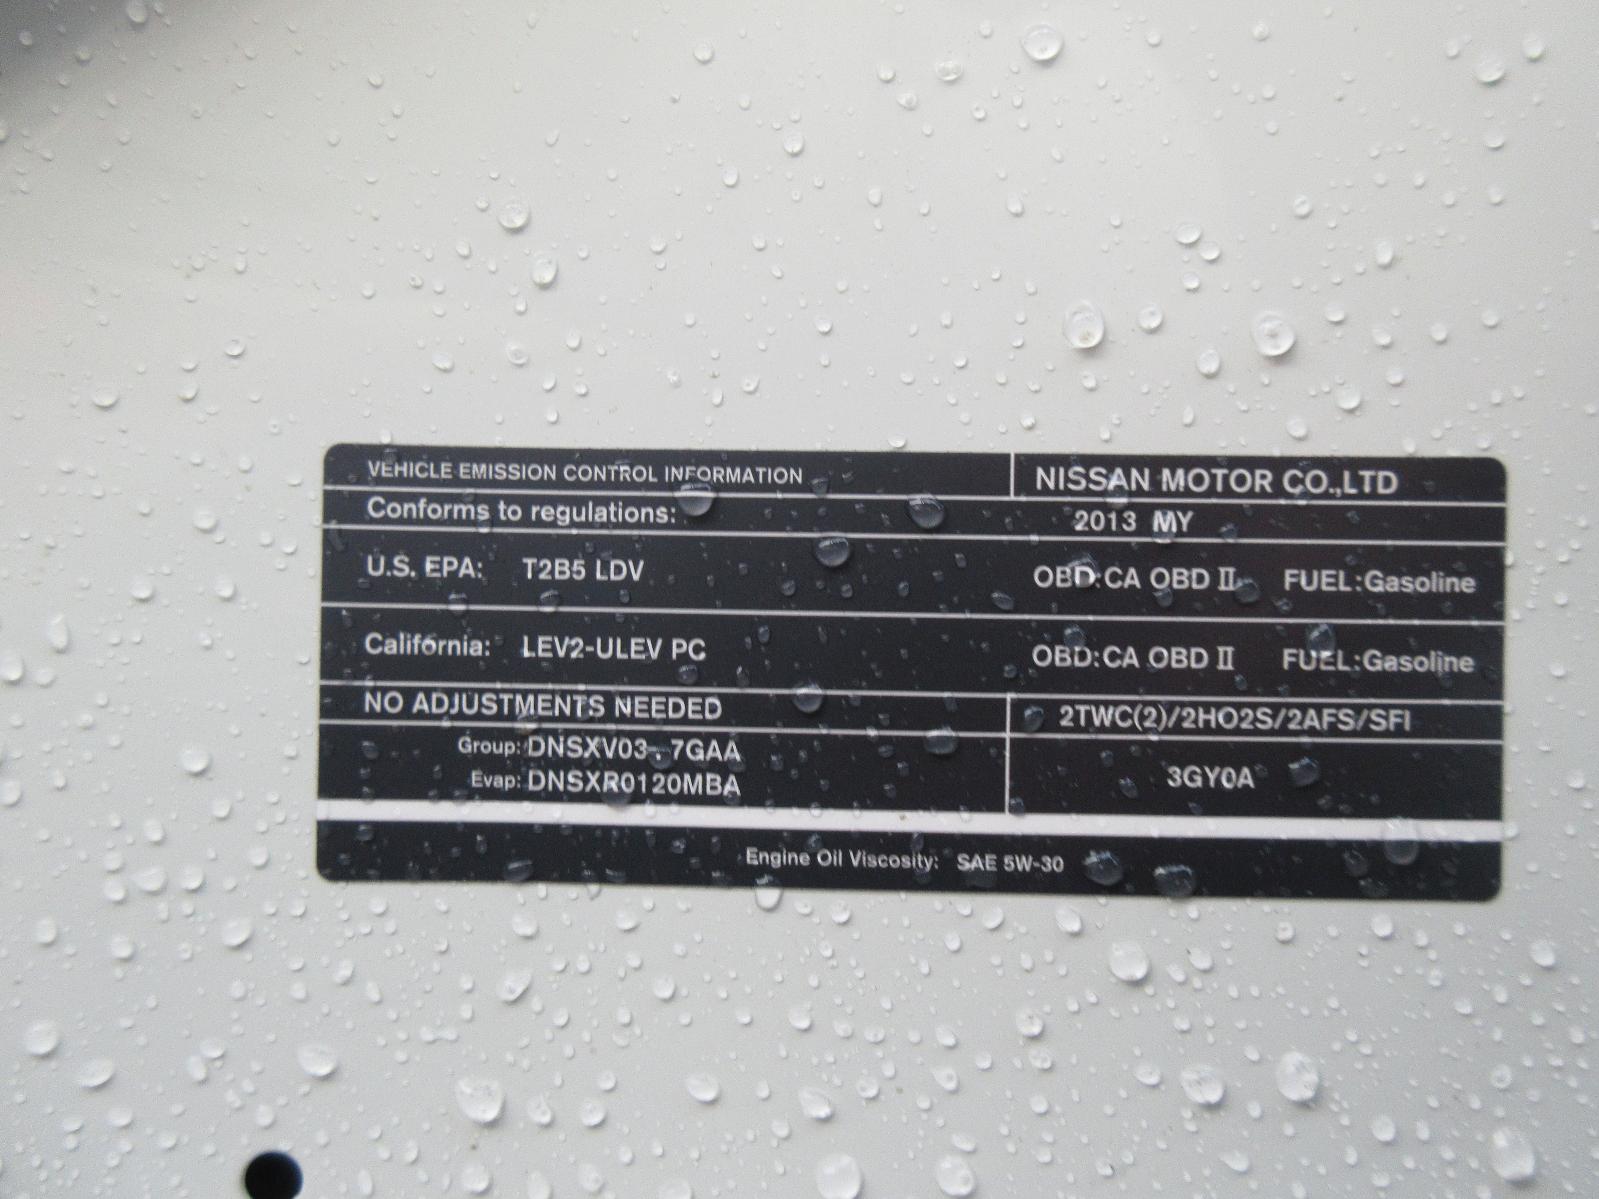 VEHICLE EMISSION CONTROL INFORMATION NISSAN MOTOR CO.,LTD
Conforms to regulations: 2013 MY
U.S. EPA: T2B5 LDV OBD:CA OBD II FUEL:Gasoline
California: LEV2-ULEV PC OBD:CA OBD II FUEL:Gasoline
NO ADJUSTMENTS NEEDED 2TWC(2)/2HO2S/2AFS/SFI
Group:
Evap: DNSXR0120MBA 3GY0A
Engine Oil Viscosity: SAE 5W-30